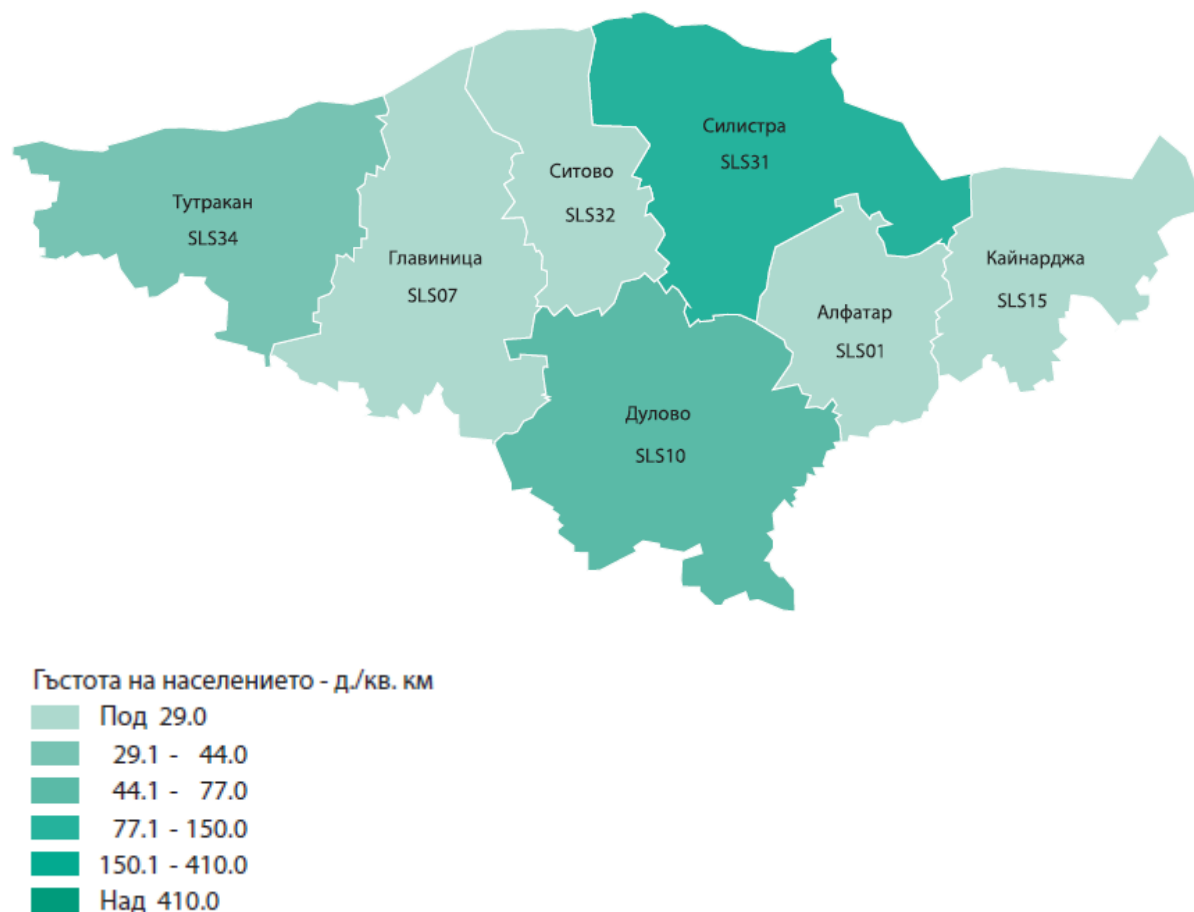 Силистра
SLS31
Ситово
SLS32
Тутракан
SLS34
Главиница
SLS07
Кайнарджа
SLS15
Алфатар
SLS01
Дулово
SLS10
Гъстота на населението - д./кв. км
Под 29.0
29.1 - 44.0
44.1 - 77.0
77.1 - 150.0
150.1 - 410.0
Над 410.0